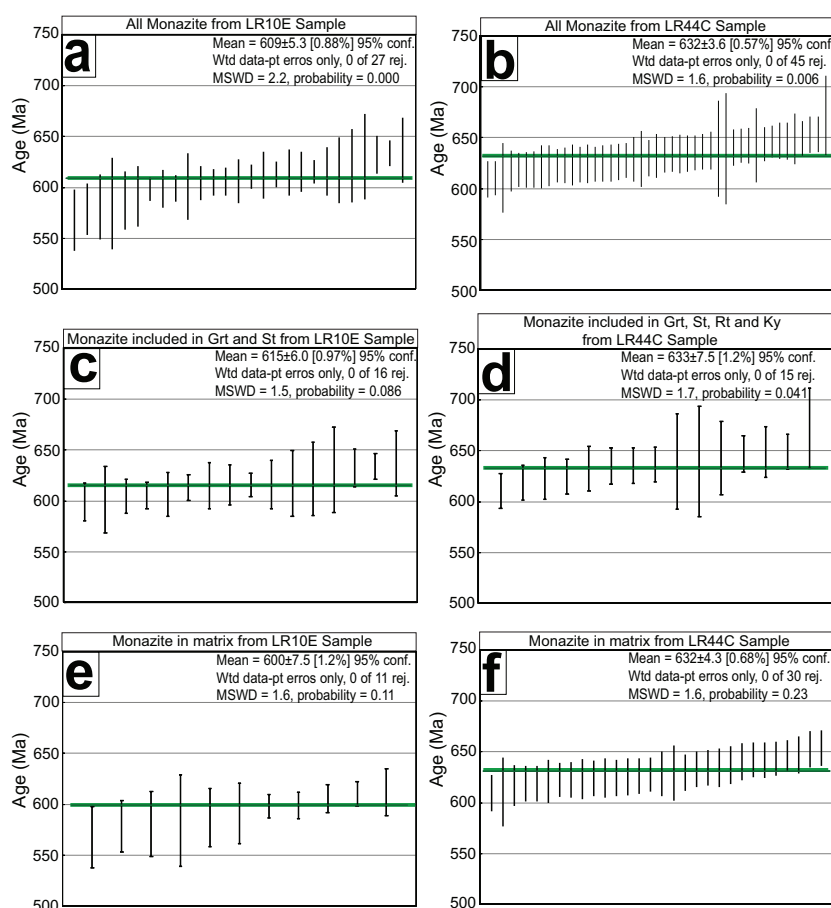 All Monazite from LR10E Sample
a
Mean = 609±5.3 [0.88%] 95% conf.
Wtd data-pt erros only, 0 of 27 rej.
MSWD = 2.2, probability = 0.000
Age (Ma)
750
700
650
600
550
500
All Monazite from LR44C Sample
b
Mean = 632±3.6 [0.57%] 95% conf
Wtd data-pt erros only, 0 of 45 rej.
MSWD = 1.6, probability = 0.006
Age (Ma)
750
700
650
600
550
500
Monazite included in Grt and St from LR10E Sample
c
Mean = 615±6.0 [0.97%] 95% conf.
Wtd data-pt erros only, 0 of 16 rej.
MSWD = 1.5, probability = 0.086
Age (Ma)
750
700
650
600
550
500
Monazite included in Grt, St, Rt and Ky
from LR44C Sample
d
Mean = 633±7.5 [1.2%] 95% conf.
Wtd data-pt erros only, 0 of 15 rej.
MSWD = 1.7, probability = 0.041
Age (Ma)
750
700
650
600
550
500
Monazite in matrix from LR10E Sample
e
Mean = 600±7.5 [1.2%] 95% conf.
Wtd data-pt erros only, 0 of 11 rej.
MSWD = 1.6, probability = 0.11
Age (Ma)
750
700
650
600
550
500
Monazite in matrix from LR44C Sample
f
Mean = 632±4.3 [0.68%] 95% conf.
Wtd data-pt erros only, 0 of 30 rej.
MSWD = 1.6, probability = 0.23
Age (Ma)
750
700
650
600
550
500